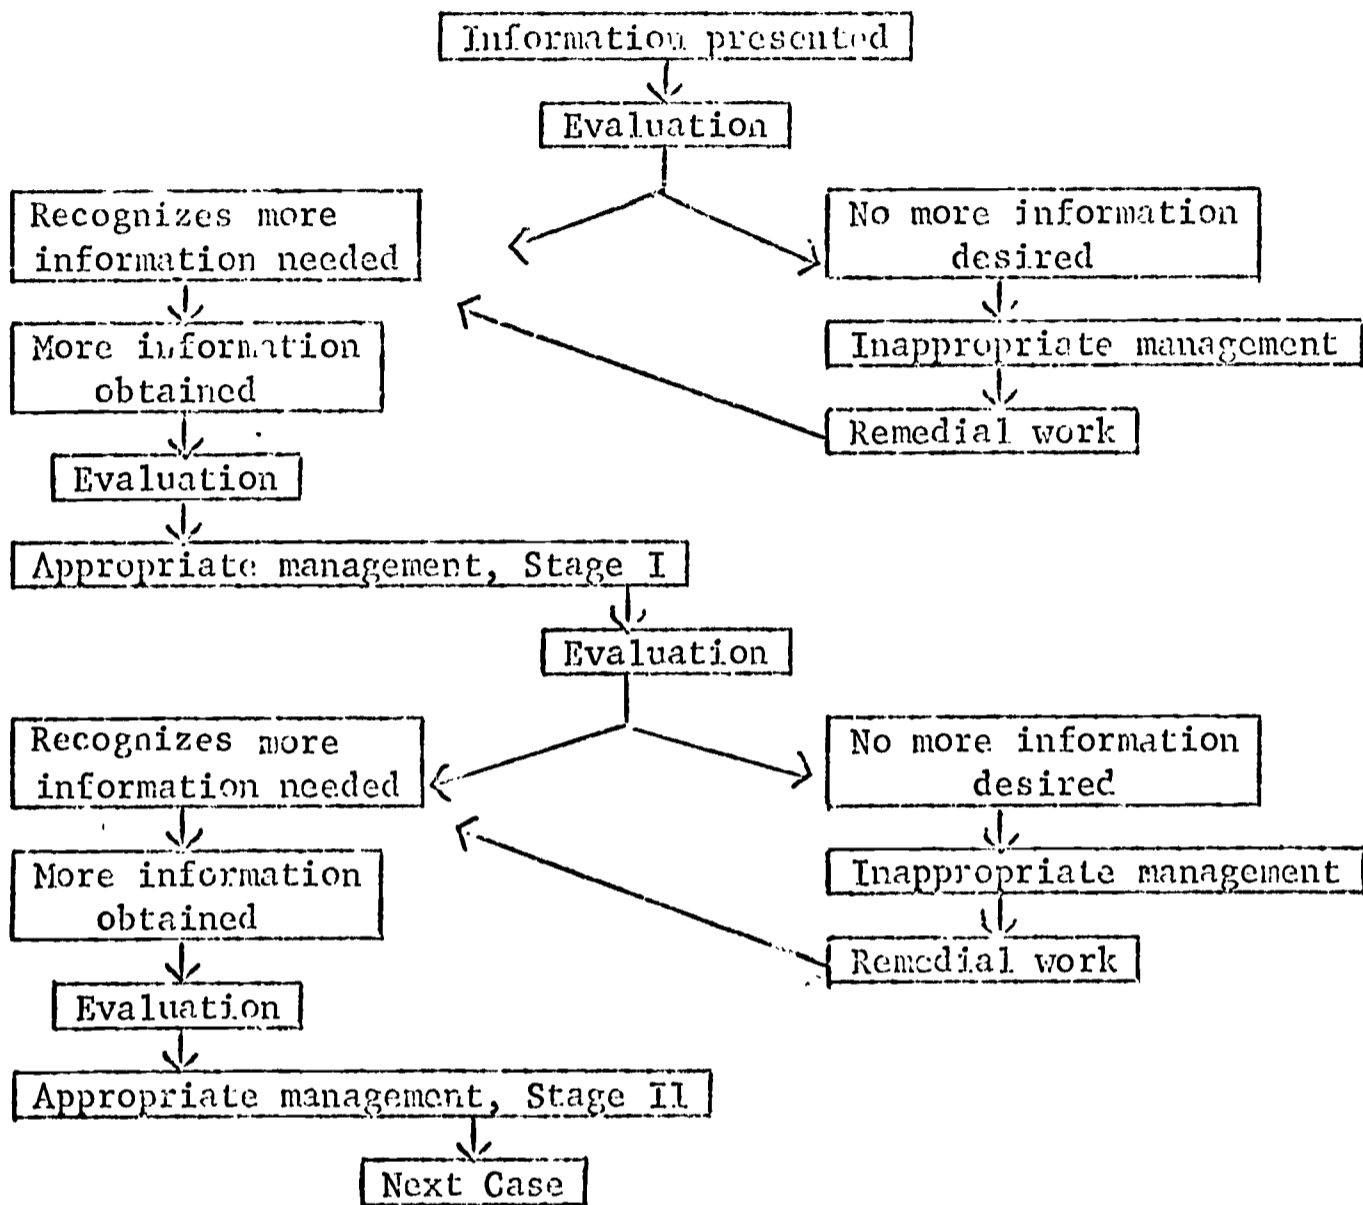 Information presented
Evaluation
Recognizes more
information needed
No more information
desired
More information
obtained
Inappropriate management
Remedial work
Evaluation
Appropriate management, Stage I
Evaluation
Recognizes more
information needed
No more information
desired
More information
obtained
Inappropriate management
Remedial work
Evaluation
Appropriate management, Stage II
Next Case